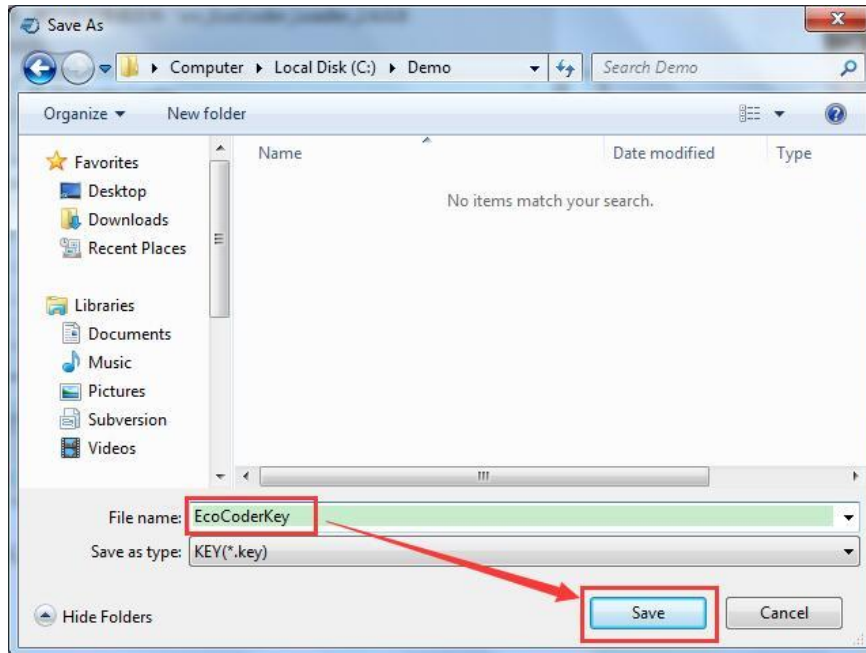 Save As
Computer Local Disk (C:) Demo Search Demo
Organize New folder
Name Date modified Type
No items match your search.
Favorites
Desktop
Downloads
Recent Places
Libraries
Documents
Music
Pictures
Subversion
Videos
File name: EcoCoderKey
Save as type: KEY(*.key)
Hide Folders Save Cancel